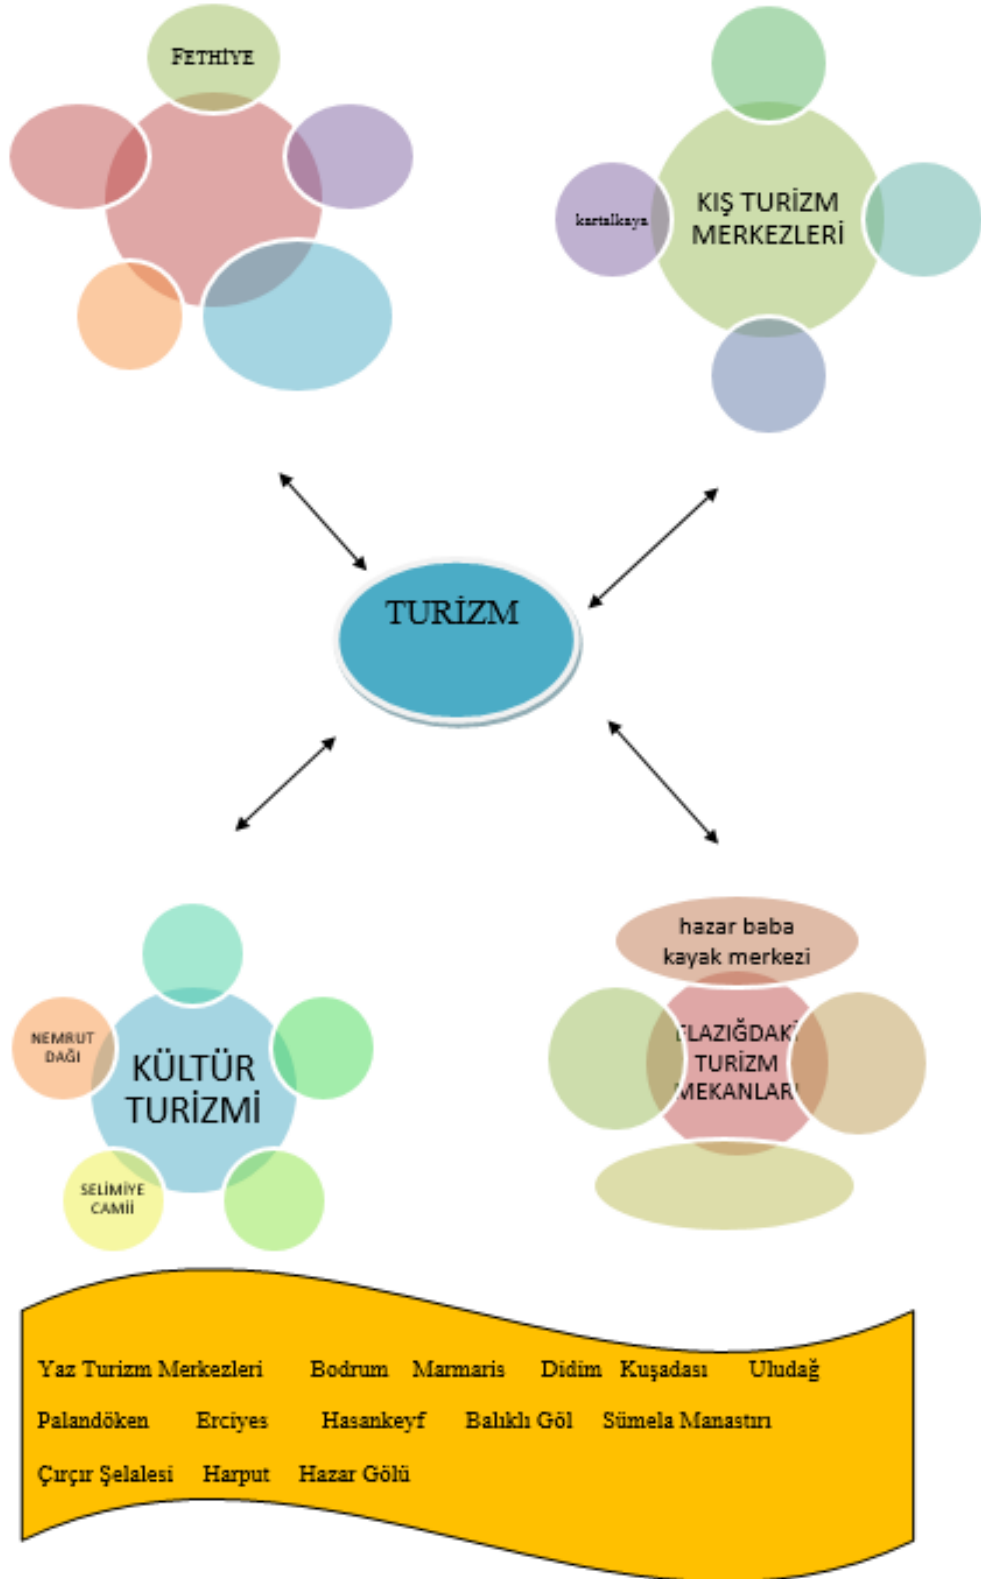 FETHİYE
KIŞ TURİZM
MERKEZLERİ
kartalkaya
TURİZM
NEMRUT
DAĞI
KÜLTÜR
TURİZMİ
SELİMİYE
CAMİİ
hazar baba
kayak merkezi
ELAZIĞDAKİ
TURİZM
MEKANLARI
Yaz Turizm Merkezleri Bodrum Marmaris Didim Kuşadası Uludağ
Palandöken Erciyes Hasankeyf Balıklı Göl Sümela Manastırı
Çırçır Şelalesi Harput Hazar Gölü